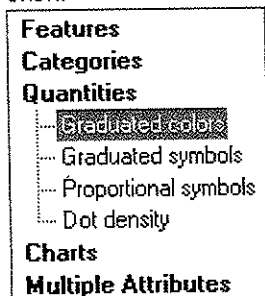 Features
Categories
Quantities
Graduated colors
Graduated symbols
Proportional symbols
Dot density
Charts
Multiple Attributes